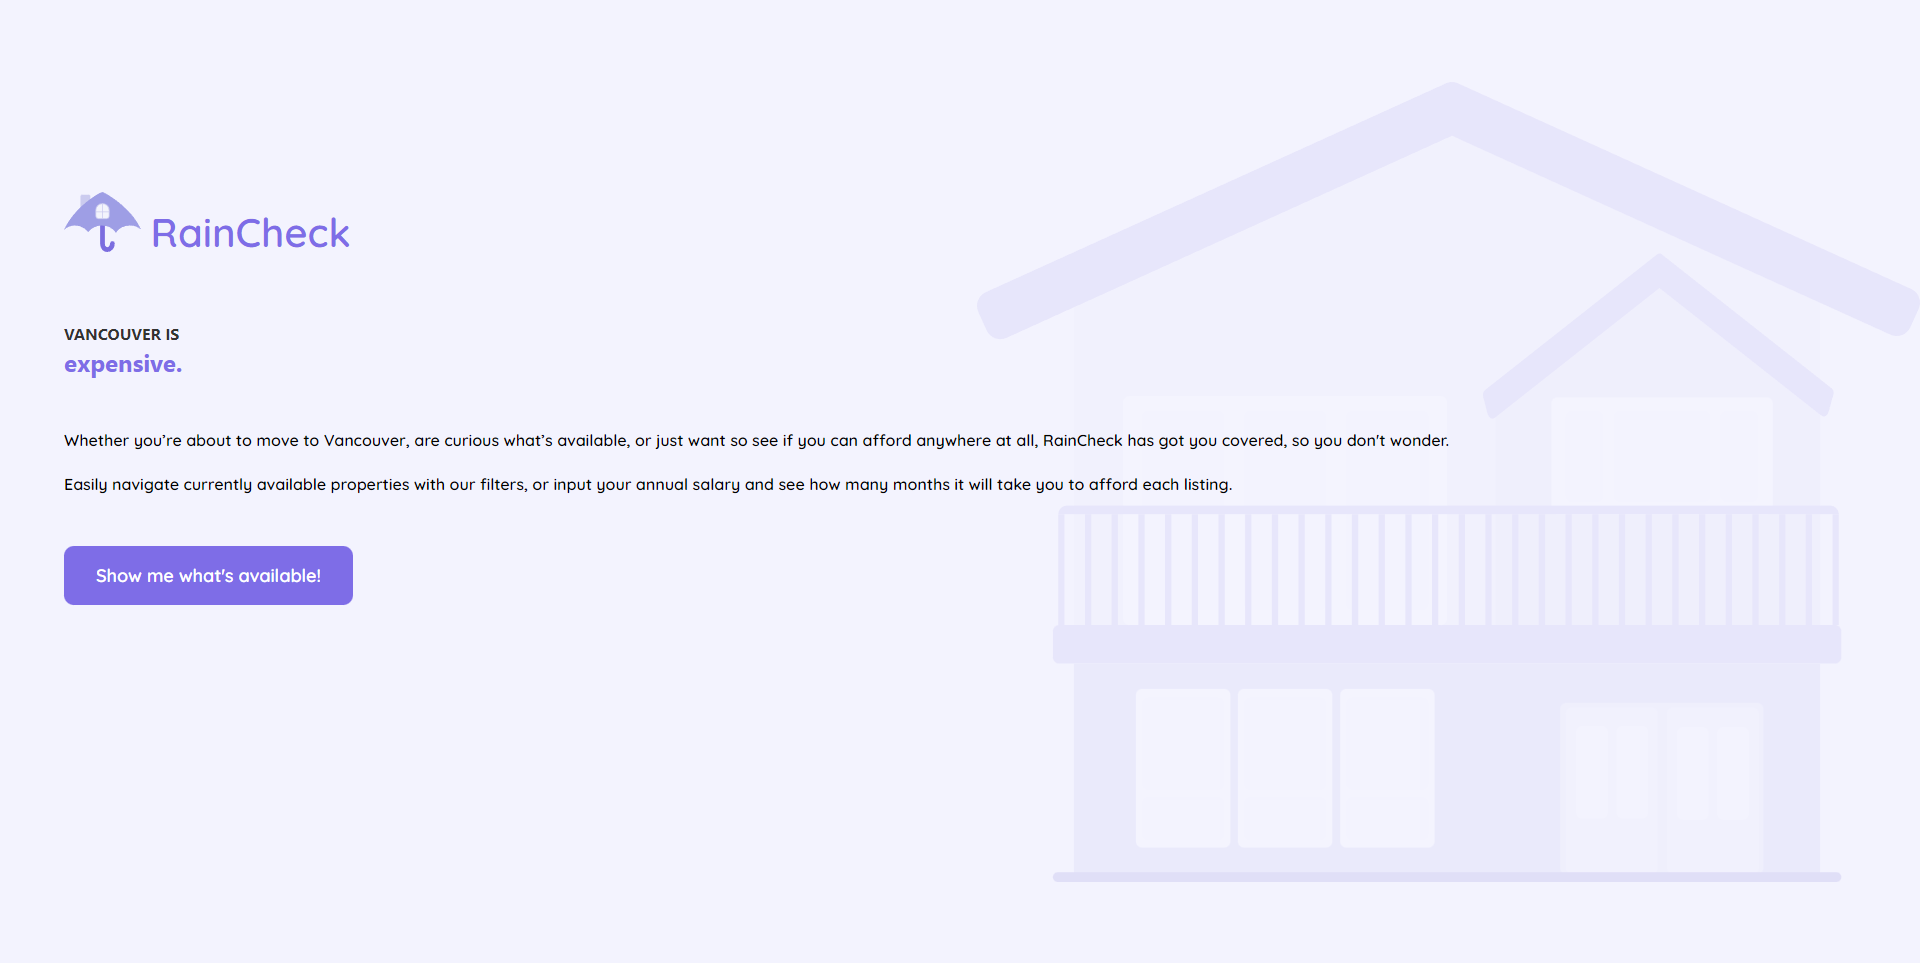 RainCheck
VANCOUVER IS
expensive.
Whether you’re about to move to Vancouver, are curious what’s available, or just want so see if you can afford anywhere at all, RainCheck has got you covered, so you don't wonder.
Easily navigate currently available properties with our filters, or input your annual salary and see how many months it will take you to afford each listing.
Show me what's available!